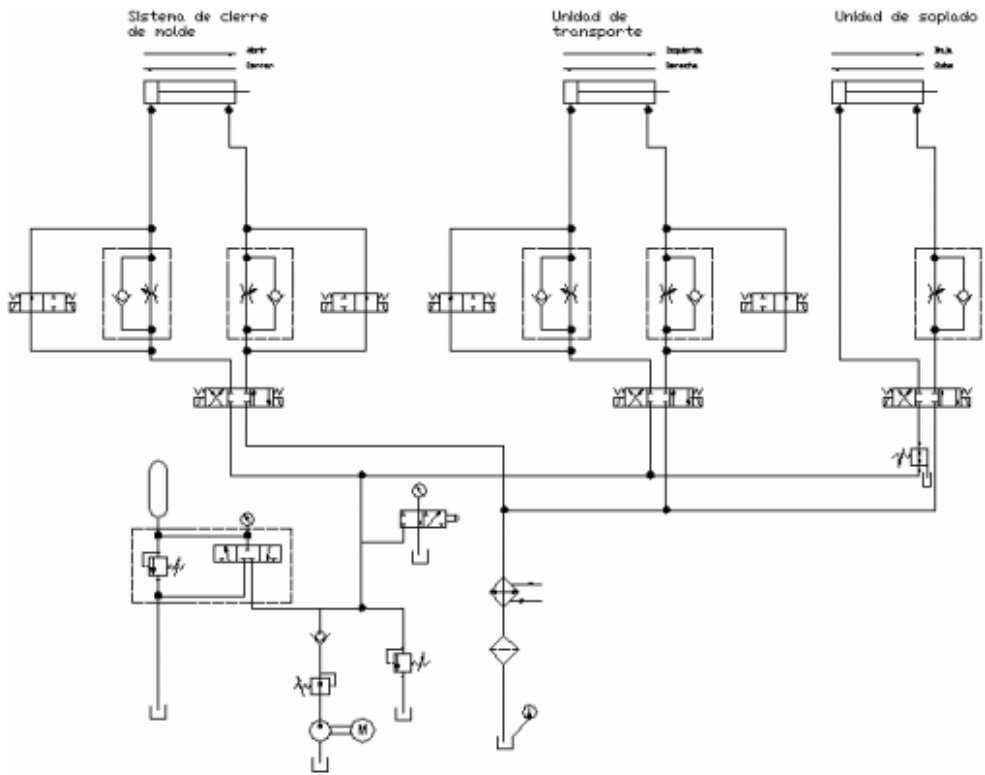 Sistema de cierre
de molde
Unidad de
transporte
Unidad de soplado
Abrir
Cerrar
Izquierda
Derecha
Baja
Sube
M